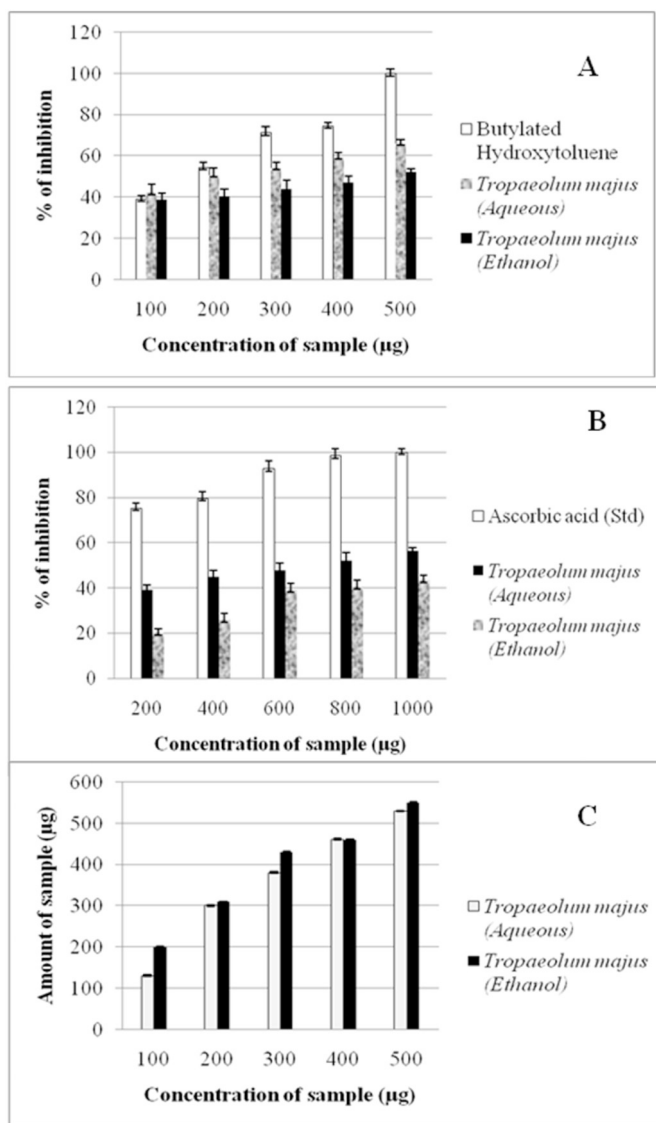 A
% of inhibition
120
100
80
60
40
20
0
100 200 300 400 500
Concentration of sample (µg)
Butylated
Hydroxytoluene
Tropaeolum majus
(Aqueous)
Tropaeolum majus
(Ethanol)
B
% of inhibition
120
100
80
60
40
20
0
200 400 600 800 1000
Concentration of sample (µg)
Ascorbic acid (Std)
Tropaeolum majus
(Aqueous)
Tropaeolum majus
(Ethanol)
C
Amount of sample (µg)
600
500
400
300
200
100
0
100 200 300 400 500
Concentration of sample (µg)
Tropaeolum majus
(Aqueous)
Tropaeolum majus
(Ethanol)